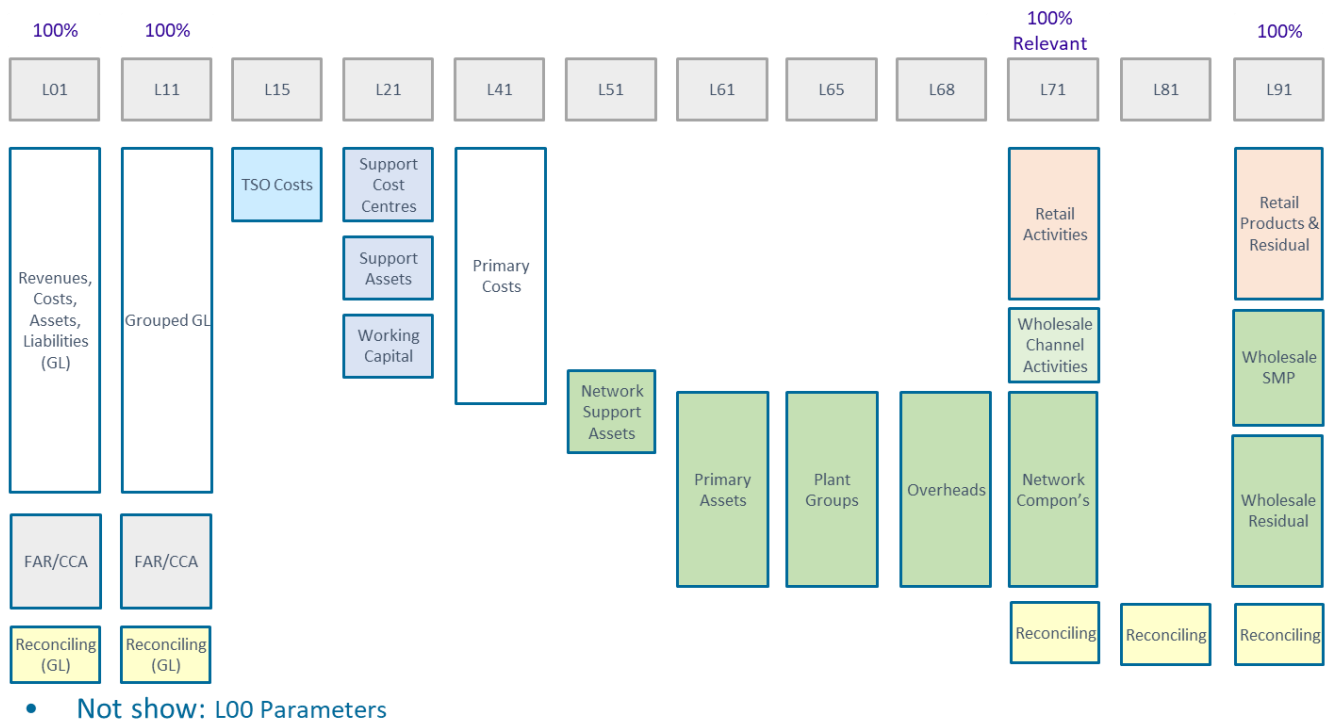 100%
100%
100%
Relevant
100%
L01
L11
L15
L21
L41
L51
L61
L65
L68
L71
L81
L91
Revenues,
Costs,
Assets,
Liabilities
(GL)
FAR/CCA
Reconciling
(GL)
Grouped GL
FAR/CCA
Reconciling
(GL)
TSO Costs
Support
Cost
Centres
Support
Assets
Working
Capital
Primary
Costs
Network
Support
Assets
Primary
Assets
Plant
Groups
Overheads
Retail
Activities
Wholesale
Channel
Activities
Network
Compon's
Reconciling
Reconciling
Retail
Products &
Residual
Wholesale
SMP
Wholesale
Residual
Reconciling
• Not show: L00 Parameters